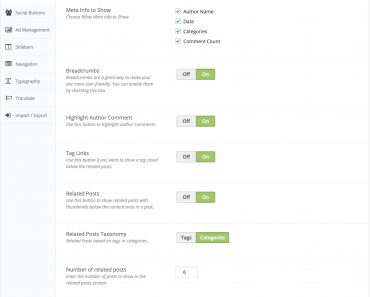 Social Buttons
Ad Management
Sidebars
Navigation
Typography
Translate
Import / Export
Meta Info to Show
Choose What Meta Info to Show.
Author Name
Date
Categories
Comment Count
Breadcrumbs
Breadcrumbs are a great way to make your
site more user-friendly. You can enable them
by checking this box.
Off On
Highlight Author Comment
Use this button to highlight author comments.
Off On
Tag Links
Use this button if you want to show a tag cloud
below the related posts.
Off On
Related Posts
Use this button to show related posts with
thumbnails below the content area in a post.
Off On
Related Posts Taxonomy
Related Posts based on tags or categories.
Tags Categories
Number of related posts
Enter the number of posts to show in the
related posts section.
6